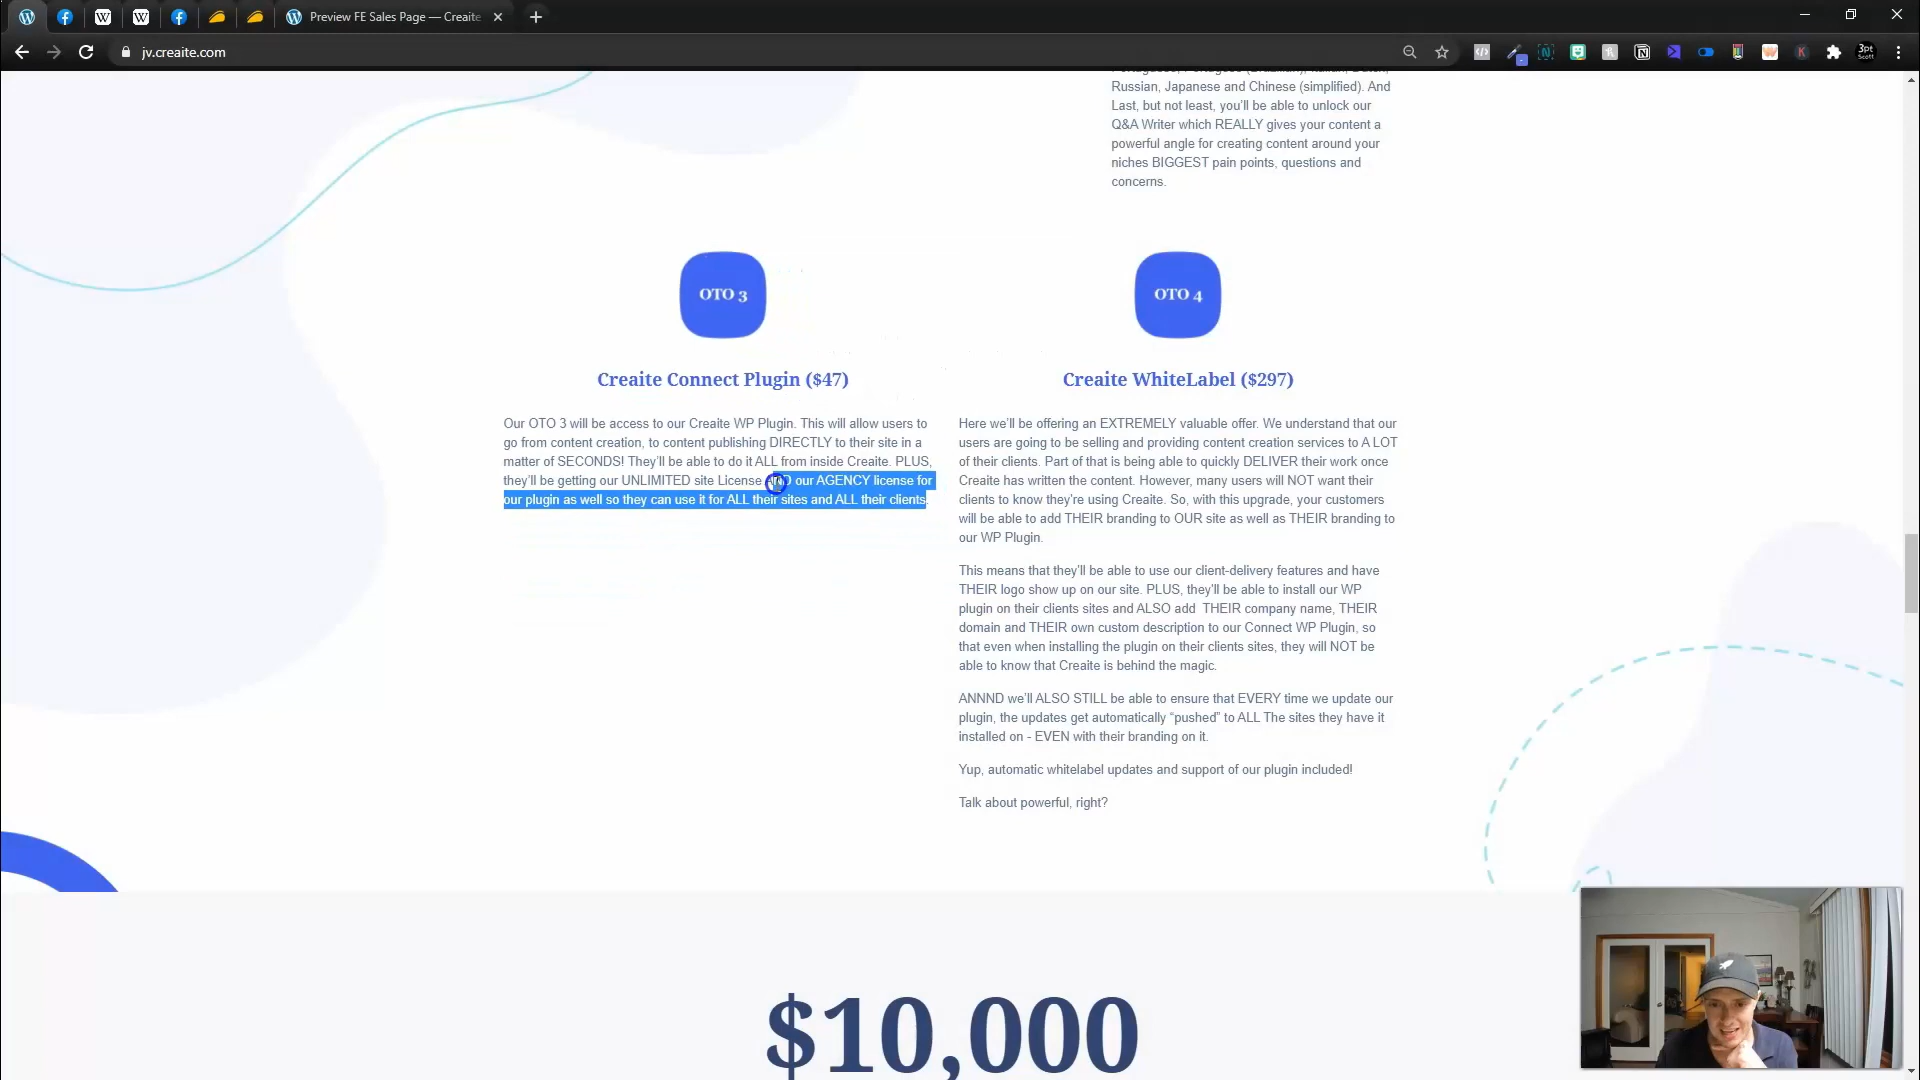 Preview FE Sales Page — Creaite
jv.creaite.com
3pt
Scott
Russian, Japanese and Chinese (simplified). And
Last, but not least, you'll be able to unlock our
Q&A Writer which REALLY gives your content a
powerful angle for creating content around your
niches BIGGEST pain points, questions and
concerns.
OTO 3
Creaite Connect Plugin ($47)
Our OTO 3 will be access to our Creaite WP Plugin. This will allow users to
go from content creation, to content publishing DIRECTLY to their site in a
matter of SECONDS! They'll be able to do it ALL from inside Creaite. PLUS,
they'll be getting our UNLIMITED site License AND our AGENCY license for
our plugin as well so they can use it for ALL their sites and ALL their clients.
OTO 4
Creaite WhiteLabel ($297)
Here we'll be offering an EXTREMELY valuable offer. We understand that our
users are going to be selling and providing content creation services to A LOT
of their clients. Part of that is being able to quickly DELIVER their work once
Creaite has written the content. However, many users will NOT want their
clients to know they're using Creaite. So, with this upgrade, your customers
will be able to add THEIR branding to OUR site as well as THEIR branding to
our WP Plugin.
This means that they'll be able to use our client-delivery features and have
THEIR logo show up on our site. PLUS, they'll be able to install our WP
plugin on their clients sites and ALSO add THEIR company name, THEIR
domain and THEIR own custom description to our Connect WP Plugin, so
that even when installing the plugin on their clients sites, they will NOT be
able to know that Creaite is behind the magic.
ANNND we'll ALSO STILL be able to ensure that EVERY time we update our
plugin, the updates get automatically “pushed” to ALL The sites they have it
installed on - EVEN with their branding on it.
Yup, automatic whitelabel updates and support of our plugin included!
Talk about powerful, right?
$10,000